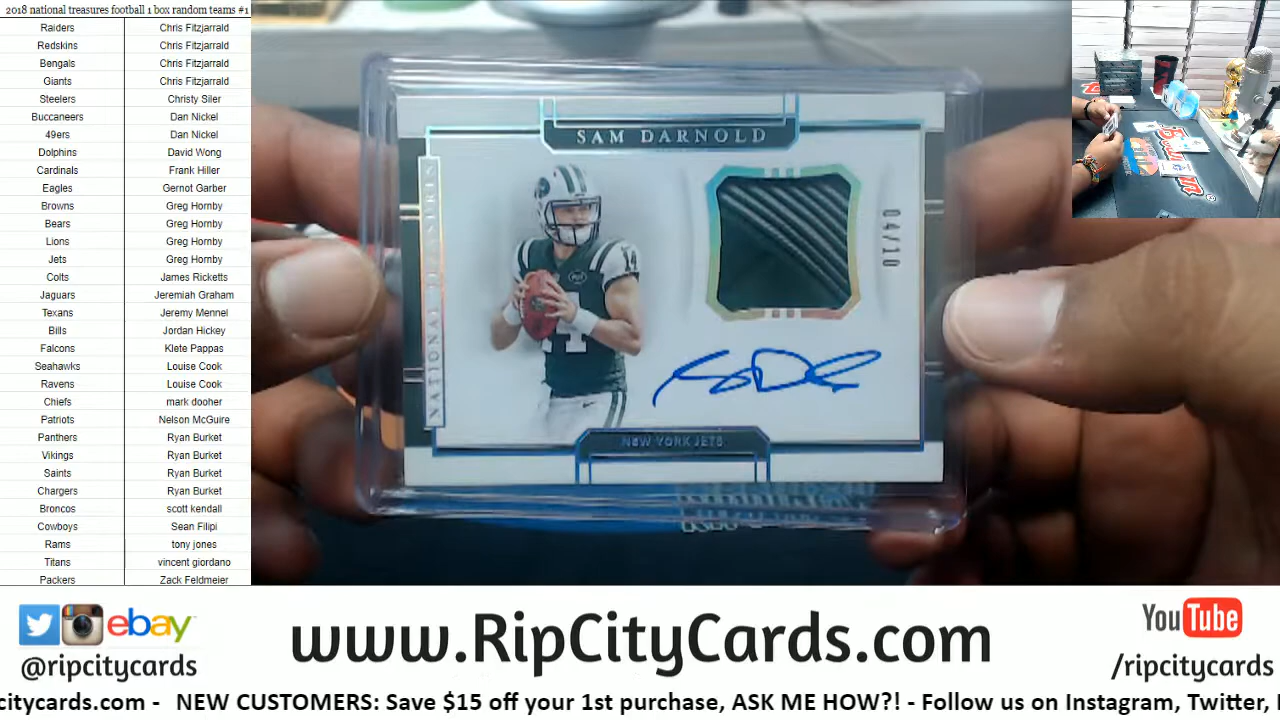 2018 national treasures football 1 box random teams #1
Raiders Chris Fitzjarrald
Redskins Chris Fitzjarrald
Bengals Chris Fitzjarrald
Giants Chris Fitzjarrald
Steelers Christy Siler
Buccaneers Dan Nickel
49ers Dan Nickel
Dolphins David Wong
Cardinals Frank Hiller
Eagles Gernot Garber
Browns Greg Hornby
Bears Greg Hornby
Lions Greg Hornby
Jets Greg Hornby
Colts James Ricketts
Jaguars Jeremiah Graham
Texans Jeremy Mennel
Bills Jordan Hickey
Falcons Klete Pappas
Seahawks Louise Cook
Ravens Louise Cook
Chiefs mark dooher
Patriots Nelson McGuire
Panthers Ryan Burket
Vikings Ryan Burket
Saints Ryan Burket
Chargers Ryan Burket
Broncos scott kendall
Cowboys Sean Filipi
Rams tony jones
Titans vincent giordano
Packers Zack Feldmeier
SAM DARNOLD
NATIONAL
04/10
14
14
NEW YORK JETS
ebay
@ripcitycards
www.RipCityCards.com
YouTube
/ripcitycards
citycards.com - NEW CUSTOMERS: Save $15 off your 1st purchase, ASK ME HOW?! - Follow us on Instagram, Twitter,